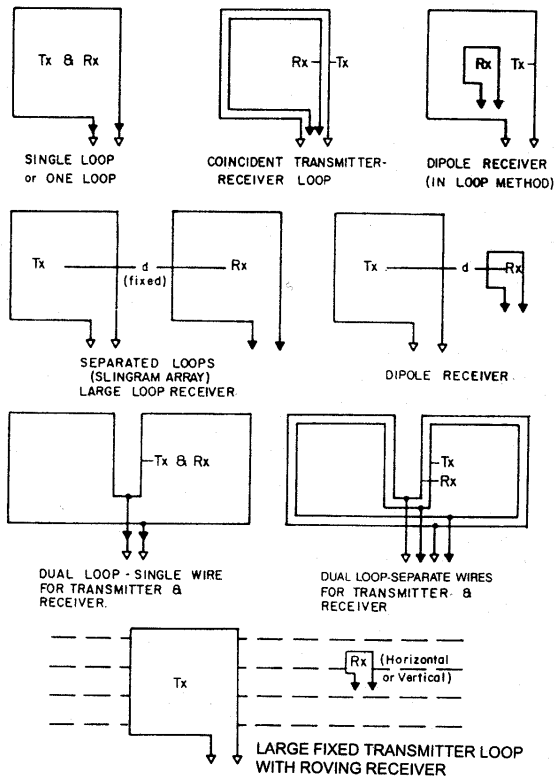 Tx & Rx
SINGLE LOOP
or ONE LOOP
Rx
Tx
COINCIDENT TRANSMITTER-
RECEIVER LOOP
Rx
Tx
DIPOLE RECEIVER
(IN LOOP METHOD)
Tx
d
(fixed)
Rx
SEPARATED LOOPS
(SLINGRAM ARRAY)
LARGE LOOP RECEIVER
Tx
d
Rx
DIPOLE RECEIVER
Tx & Rx
DUAL LOOP - SINGLE WIRE
FOR TRANSMITTER &
RECEIVER.
Tx
Rx
DUAL LOOP-SEPARATE WIRES
FOR TRANSMITTER & 
RECEIVER
Tx
Rx
(Horizontal
or Vertical)
LARGE FIXED TRANSMITTER LOOP
WITH ROVING RECEIVER